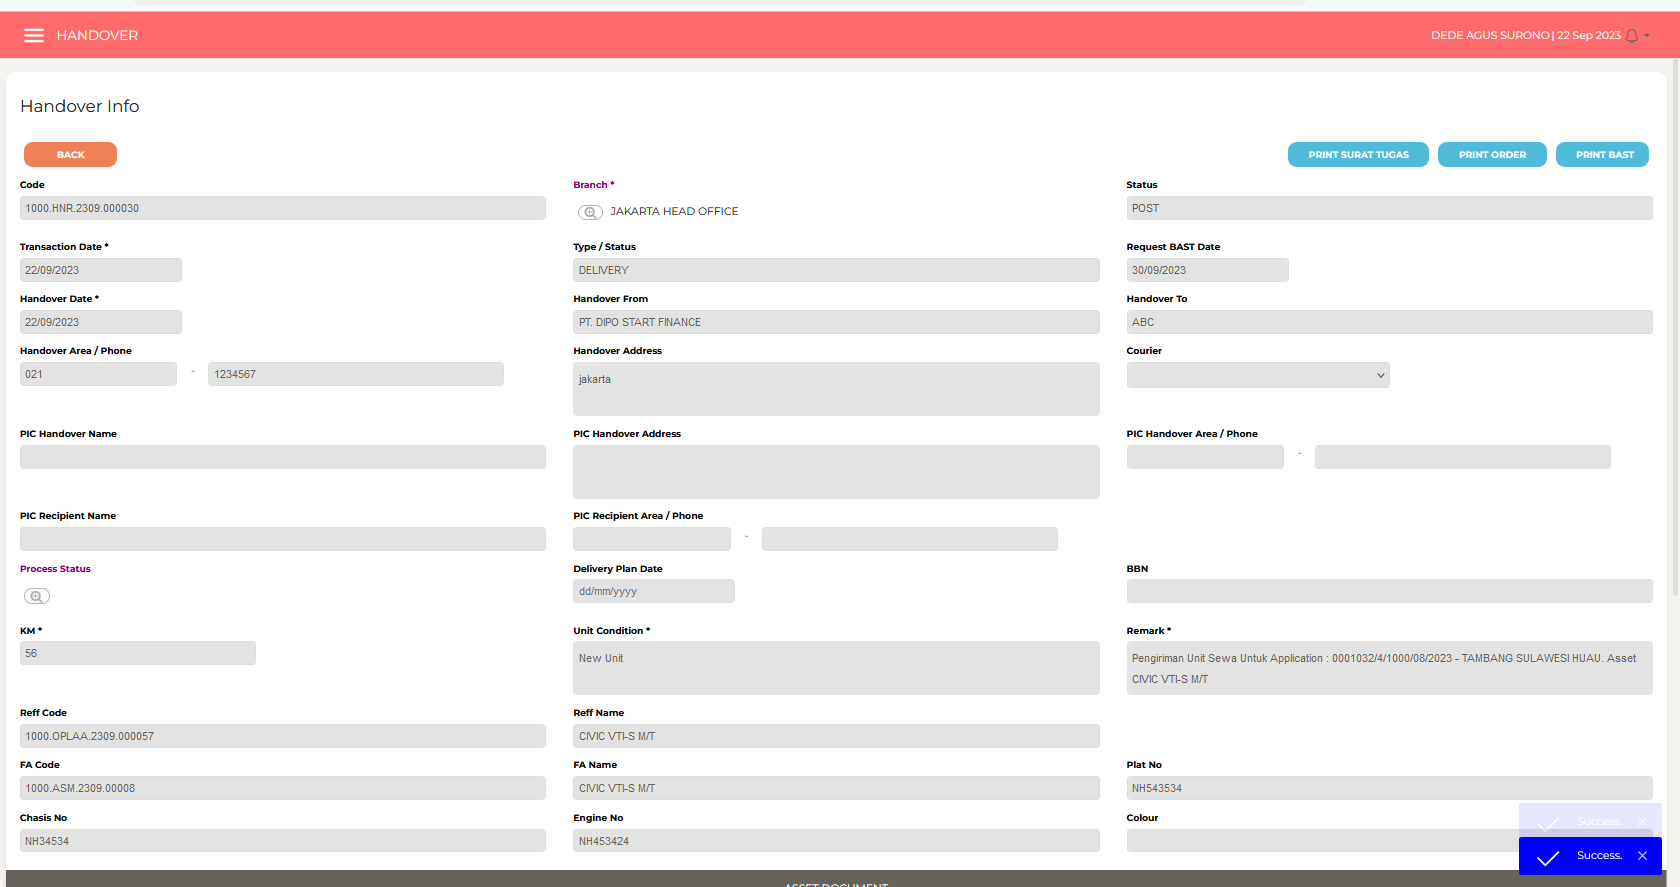 HANDOVER
DEDE AGUS SURONO | 22 Sep 2023
Handover Info
BACK
PRINT SURAT TUGAS
PRINT ORDER
PRINT BAST
Code
Branch *
Status
1000.HNR.2309.000030
JAKARTA HEAD OFFICE
POST
Transaction Date *
Type / Status
Request BAST Date
22/09/2023
DELIVERY
30/09/2023
Handover Date *
Handover From
Handover To
22/09/2023
PT. DIPO START FINANCE
ABC
Handover Area / Phone
Handover Address
Courier
021
-
1234567
jakarta
PIC Handover Name
PIC Handover Address
PIC Handover Area / Phone
-
PIC Recipient Name
PIC Recipient Area / Phone
-
Process Status
Delivery Plan Date
BBN
dd/mm/yyyy
KM *
Unit Condition *
Remark *
56
New Unit
Pengiriman Unit Sewa Untuk Application : 0001032/4/1000/08/2023 - TAMBANG SULAWESI HIJAU. Asset
CIVIC VTI-S M/T
Reff Code
Reff Name
1000.OPLAA.2309.000057
CIVIC VTI-S M/T
FA Code
FA Name
Plat No
1000.ASM.2309.00008
CIVIC VTI-S M/T
NH543534
Chasis No
Engine No
Colour
NH34534
NH453424
Success.
Success.
ASSET DOCUMENT